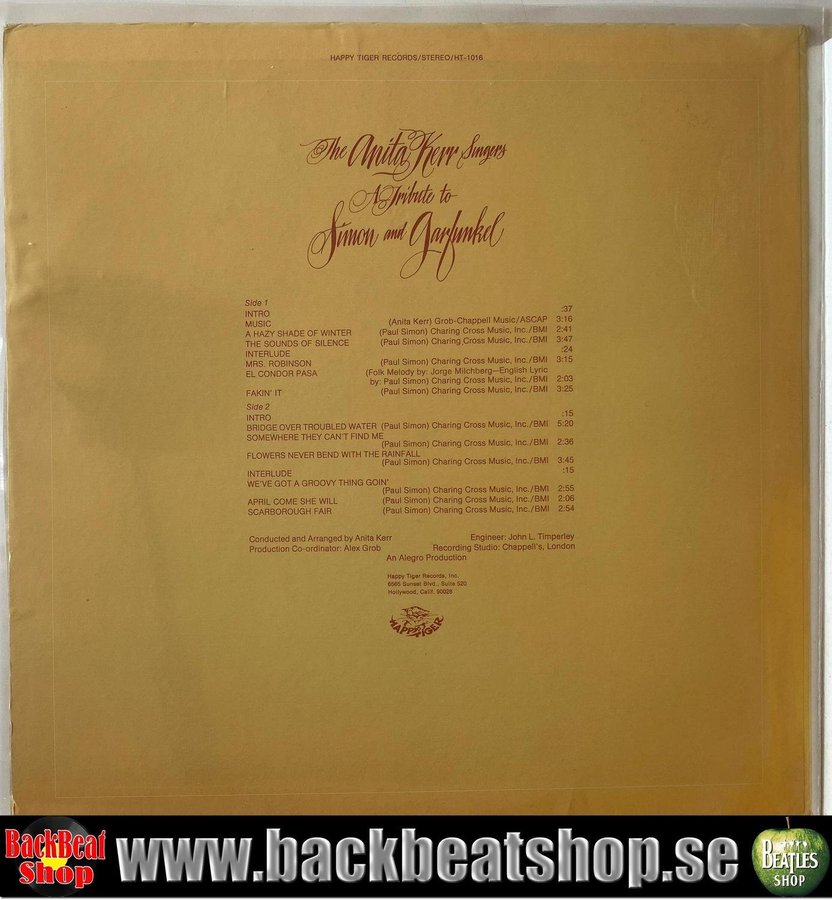 HAPPY TIGER RECORDS/STEREO/HT-1016
The Anita Kerr Singers
A Tribute to
Simon and Garfunkel
Side 1
INTRO :37
MUSIC (Anita Kerr) Grob-Chappell Music/ASCAP 3:16
A HAZY SHADE OF WINTER (Paul Simon) Charing Cross Music, Inc./BMI 2:41
THE SOUNDS OF SILENCE (Paul Simon) Charing Cross Music, Inc./BMI 3:47
INTERLUDE :24
MRS. ROBINSON (Paul Simon) Charing Cross Music, Inc./BMI 3:15
EL CONDOR PASA (Folk Melody by: Jorge Milchberg—English Lyric
by: Paul Simon) Charing Cross Music, Inc./BMI 2:03
FAKIN' IT (Paul Simon) Charing Cross Music, Inc./BMI 3:25
Side 2
INTRO :15
BRIDGE OVER TROUBLED WATER (Paul Simon) Charing Cross Music, Inc./BMI 5:20
SOMEWHERE THEY CAN'T FIND ME
(Paul Simon) Charing Cross Music, Inc./BMI 2:36
FLOWERS NEVER BEND WITH THE RAINFALL
(Paul Simon) Charing Cross Music, Inc./BMI 3:45
INTERLUDE :15
WE'VE GOT A GROOVY THING GOIN'
(Paul Simon) Charing Cross Music, Inc./BMI 2:55
APRIL COME SHE WILL (Paul Simon) Charing Cross Music, Inc./BMI 2:06
SCARBOROUGH FAIR (Paul Simon) Charing Cross Music, Inc./BMI 2:54
Conducted and Arranged by Anita Kerr Engineer: John L. Timperley
Production Co-ordinator: Alex Grob Recording Studio: Chappell's, London
An Alegro Production
Happy Tiger Records, Inc.
6565 Sunset Blvd., Suite 520
Hollywood, Calif. 90028
HAPPY TIGER
BackBeat
Shop
www.backbeatshop.se
BEATLES
SHOP